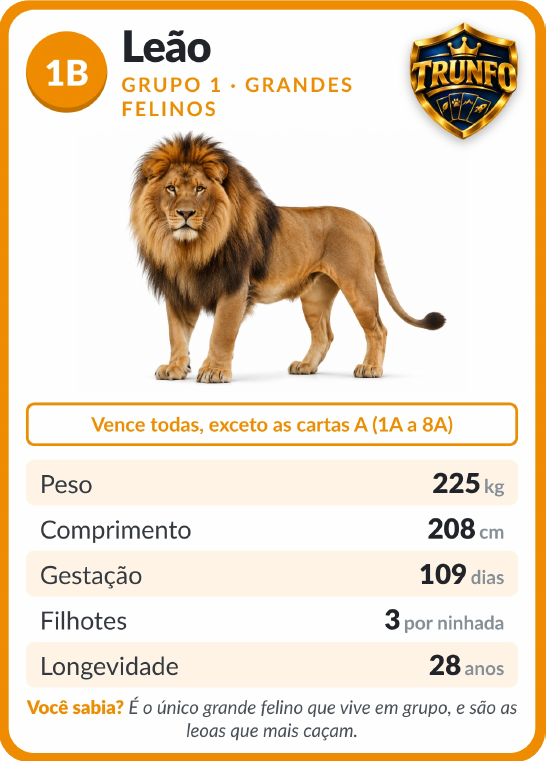 1B
Leão
GRUPO 1 · GRANDES
FELINOS
TRUNFO
Vence todas, exceto as cartas A (1A a 8A)
Peso 225 kg
Comprimento 208 cm
Gestação 109 dias
Filhotes 3 por ninhada
Longevidade 28 anos
Você sabia? É o único grande felino que vive em grupo, e são as
leoas que mais caçam.